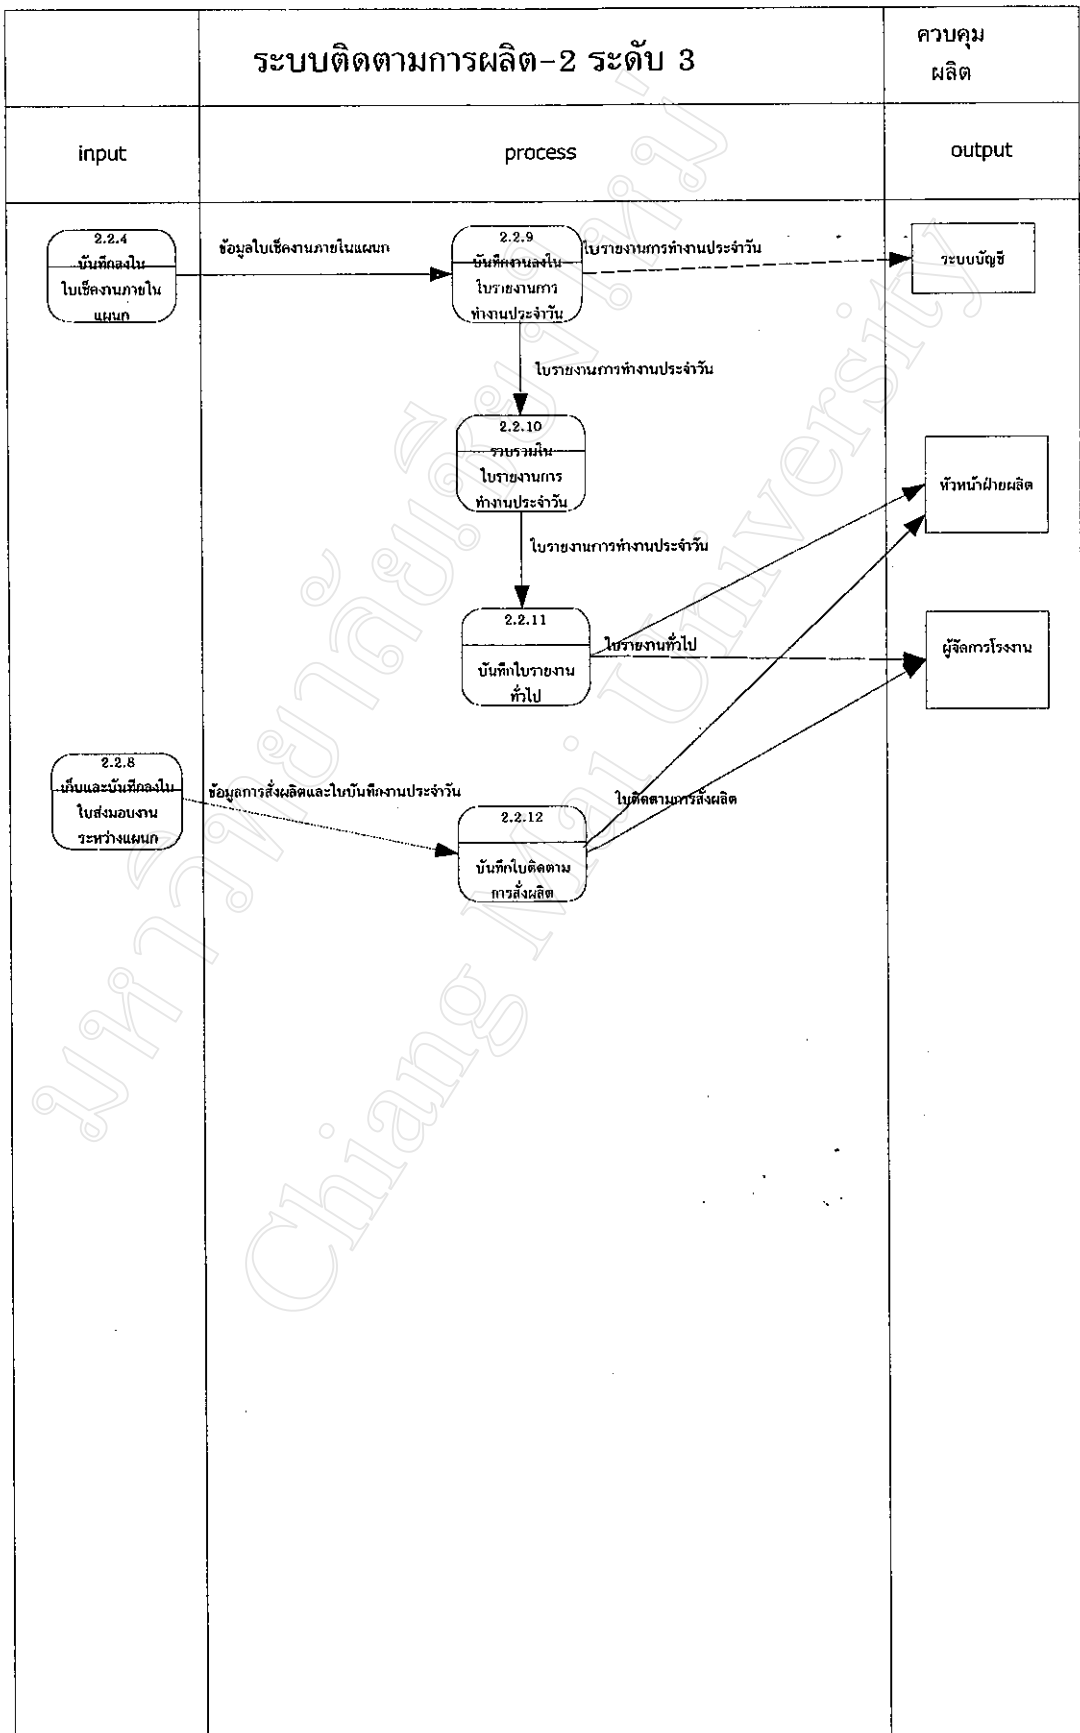 ระบบติดตามการผลิต-2 ระดับ 3
ควบคุม
ผลิต
input
process
output
2.2.4
บันทึกลงใน
ใบเช็คงานภายใน
แผนก
ข้อมูลใบเช็คงานภายในแผนก
2.2.9
บันทึกงานลงใน
ใบรายงานการ
ทำงานประจำวัน
ใบรายงานการทำงานประจำวัน
ระบบบัญชี
ใบรายงานการทำงานประจำวัน
2.2.10
รวบรวมใน
ใบรายงานการ
ทำงานประจำวัน
หัวหน้าฝ่ายผลิต
ใบรายงานการทำงานประจำวัน
2.2.11
บันทึกใบรายงาน
ทั่วไป
ใบรายงานทั่วไป
ผู้จัดการโรงงาน
2.2.8
เก็บและบันทึกลงใน
ใบส่งมอบงาน
ระหว่างแผนก
ข้อมูลการสั่งผลิตและใบบันทึกงานประจำวัน
2.2.12
บันทึกใบติดตาม
การสั่งผลิต
ใบติดตามการสั่งผลิต
มหาวิทยาลัยเชียงใหม่
Chiang Mai University